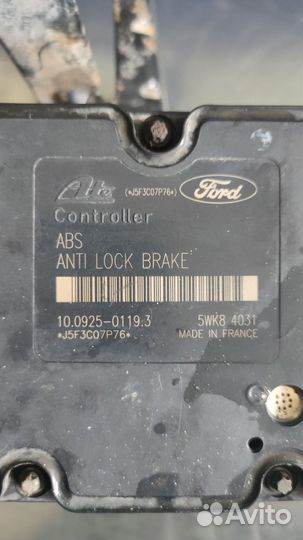 Ate (*J5F3C07P76*) Ford
Controller
ABS
ANTI LOCK BRAKE
10.0925-0119.3 5WK8 4031
*J5F3C07P76* MADE IN FRANCE
Avito